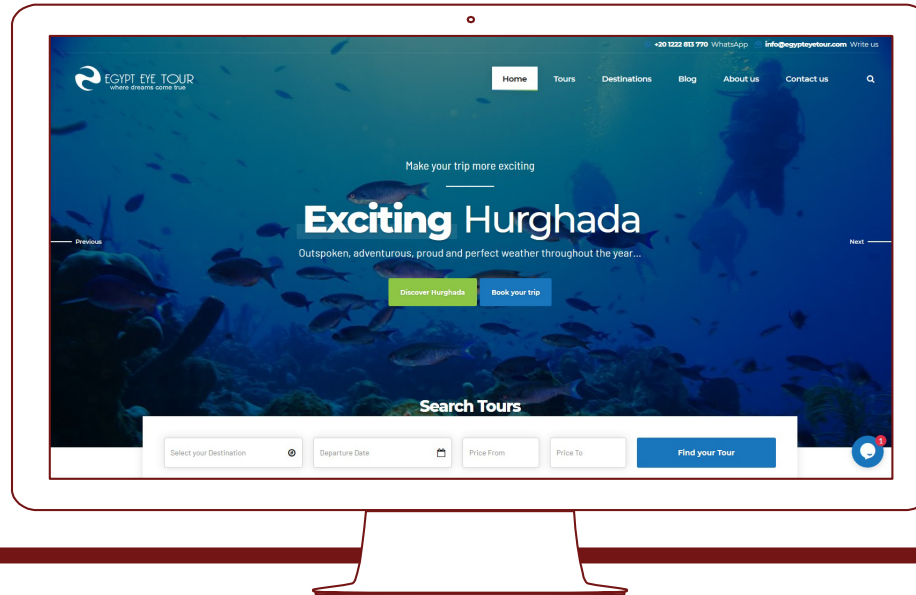 +20 1222 813 770 WhatsApp info@egypteyetour.com Write us
EGYPT EYE TOUR
where dreams come true
Home Tours Destinations Blog About us Contact us
Make your trip more exciting
Exciting Hurghada
Previous
Next
Outspoken, adventurous, proud and perfect weather throughout the year...
Discover Hurghada Book your trip
Search Tours
Select your Destination Departure Date Price From Price To Find your Tour
1